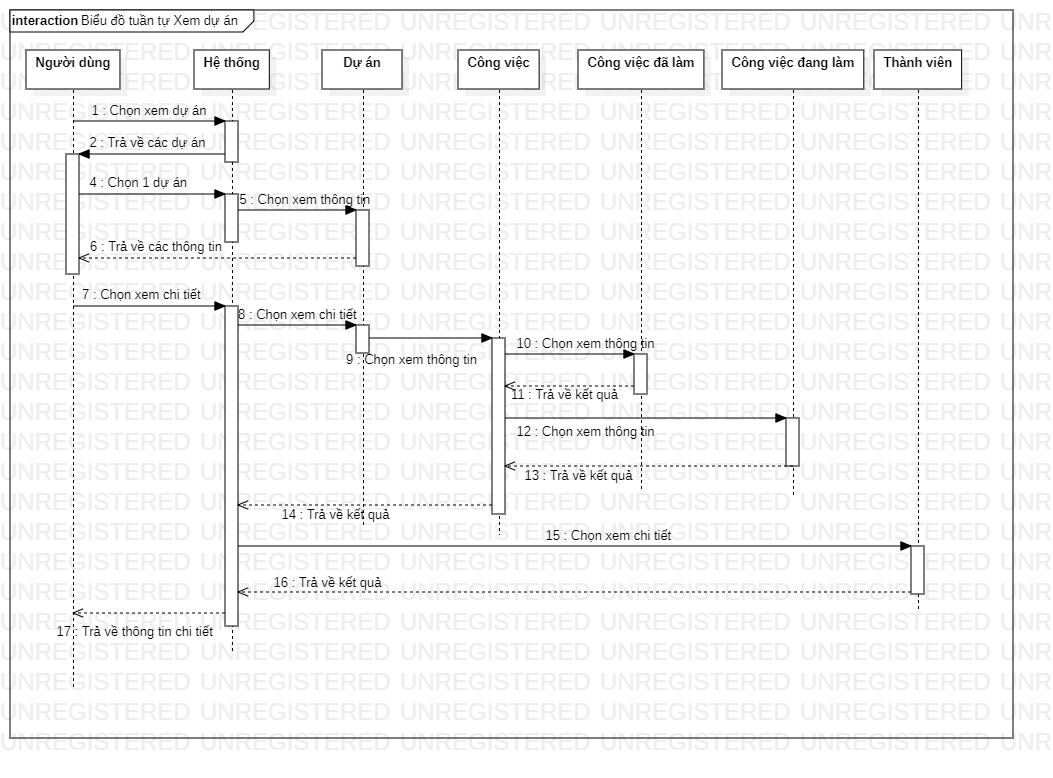 interaction Biểu đồ tuần tự Xem dự án
Người dùng
Hệ thống
Dự án
Công việc
Công việc đã làm
Công việc đang làm
Thành viên
1 : Chọn xem dự án
2 : Trả về các dự án
4 : Chọn 1 dự án
5 : Chọn xem thông tin
6 : Trả về các thông tin
7 : Chọn xem chi tiết
8 : Chọn xem chi tiết
9 : Chọn xem thông tin
10 : Chọn xem thông tin
11 : Trả về kết quả
12 : Chọn xem thông tin
13 : Trả về kết quả
14 : Trả về kết quả
15 : Chọn xem chi tiết
16 : Trả về kết quả
17 : Trả về thông tin chi tiết
UNREGISTERED